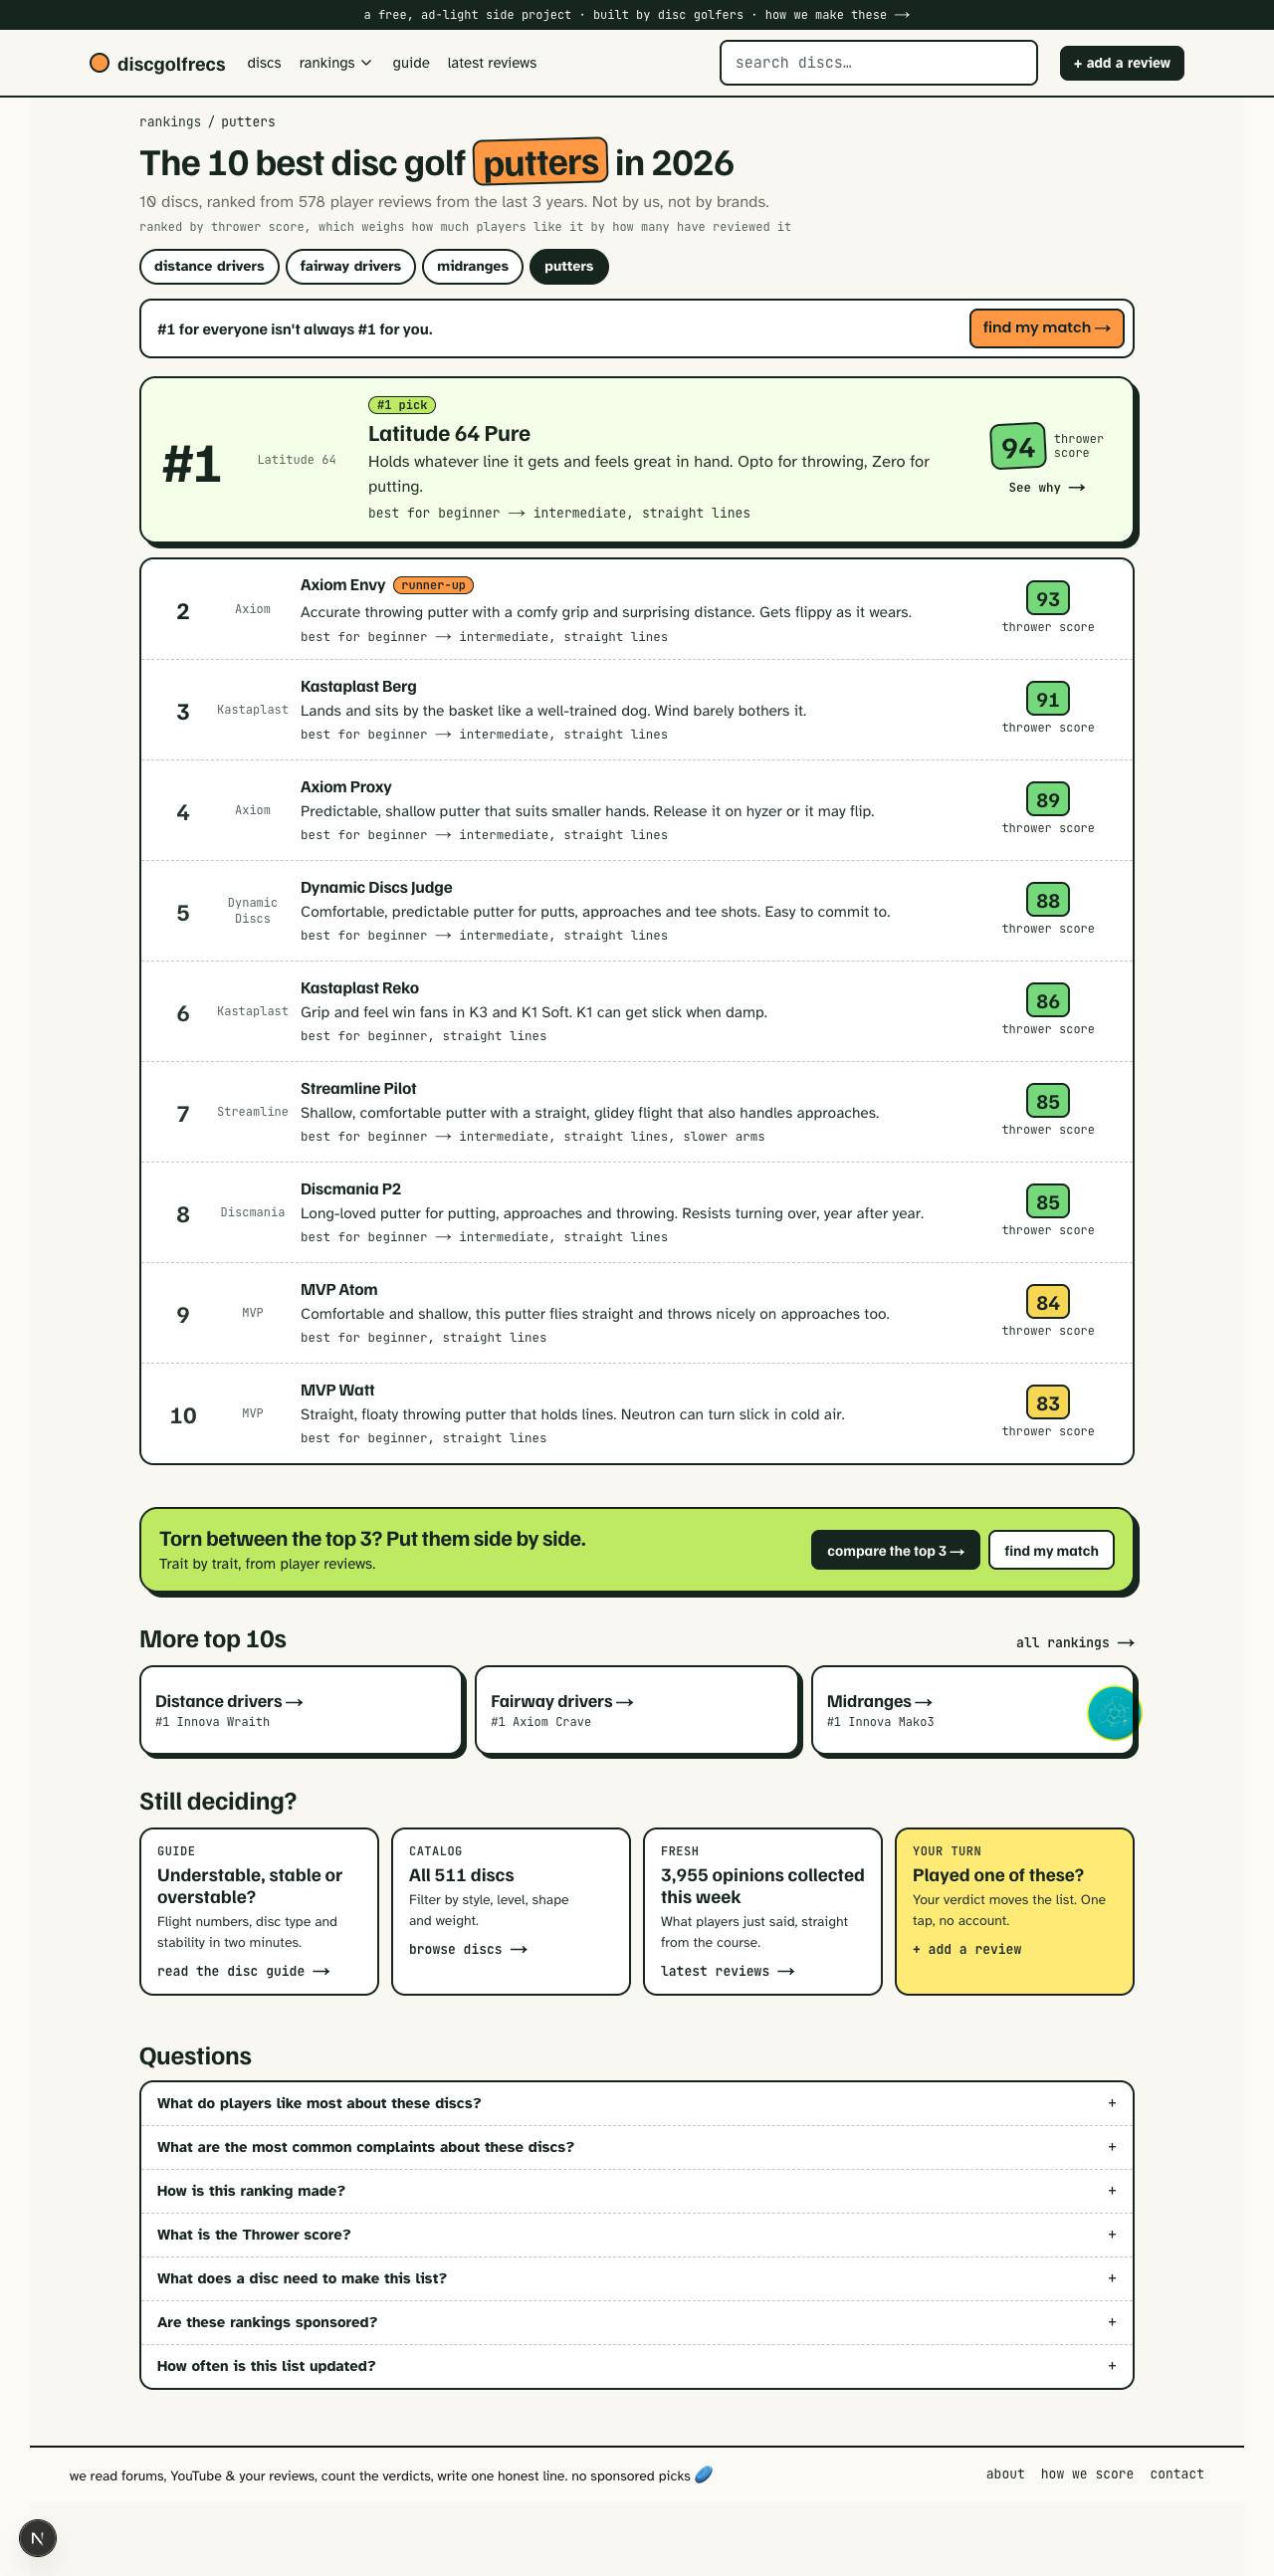 a free, ad-light side project · built by disc golfers · how we make these ⟶
discgolfrecs
discs
rankings
guide
latest reviews
search discs…
+ add a review
rankings / putters
The 10 best disc golf putters in 2026
10 discs, ranked from 578 player reviews from the last 3 years. Not by us, not by brands.
ranked by thrower score, which weighs how much players like it by how many have reviewed it
distance drivers
fairway drivers
midranges
putters
#1 for everyone isn't always #1 for you.
find my match →
#1
Latitude 64
#1 pick
Latitude 64 Pure
Holds whatever line it gets and feels great in hand. Opto for throwing, Zero for
putting.
best for beginner ⟶ intermediate, straight lines
94
thrower
score
See why ⟶
2
Axiom
Axiom Envy
runner-up
Accurate throwing putter with a comfy grip and surprising distance. Gets flippy as it wears.
best for beginner ⟶ intermediate, straight lines
93
thrower score
3
Kastaplast
Kastaplast Berg
Lands and sits by the basket like a well-trained dog. Wind barely bothers it.
best for beginner ⟶ intermediate, straight lines
91
thrower score
4
Axiom
Axiom Proxy
Predictable, shallow putter that suits smaller hands. Release it on hyzer or it may flip.
best for beginner ⟶ intermediate, straight lines
89
thrower score
5
Dynamic
Discs
Dynamic Discs Judge
Comfortable, predictable putter for putts, approaches and tee shots. Easy to commit to.
best for beginner ⟶ intermediate, straight lines
88
thrower score
6
Kastaplast
Kastaplast Reko
Grip and feel win fans in K3 and K1 Soft. K1 can get slick when damp.
best for beginner, straight lines
86
thrower score
7
Streamline
Streamline Pilot
Shallow, comfortable putter with a straight, glidey flight that also handles approaches.
best for beginner ⟶ intermediate, straight lines, slower arms
85
thrower score
8
Discmania
Discmania P2
Long-loved putter for putting, approaches and throwing. Resists turning over, year after year.
best for beginner ⟶ intermediate, straight lines
85
thrower score
9
MVP
MVP Atom
Comfortable and shallow, this putter flies straight and throws nicely on approaches too.
best for beginner, straight lines
84
thrower score
10
MVP
MVP Watt
Straight, floaty throwing putter that holds lines. Neutron can turn slick in cold air.
best for beginner, straight lines
83
thrower score
Torn between the top 3? Put them side by side.
Trait by trait, from player reviews.
compare the top 3 →
find my match
More top 10s
all rankings ⟶
Distance drivers →
#1 Innova Wraith
Fairway drivers →
#1 Axiom Crave
Midranges →
#1 Innova Mako3
Still deciding?
GUIDE
Understable, stable or
overstable?
Flight numbers, disc type and
stability in two minutes.
read the disc guide ⟶
CATALOG
All 511 discs
Filter by style, level, shape
and weight.
browse discs ⟶
FRESH
3,955 opinions collected
this week
What players just said, straight
from the course.
latest reviews ⟶
YOUR TURN
Played one of these?
Your verdict moves the list. One
tap, no account.
+ add a review
Questions
What do players like most about these discs? +
What are the most common complaints about these discs? +
How is this ranking made? +
What is the Thrower score? +
What does a disc need to make this list? +
Are these rankings sponsored? +
How often is this list updated? +
we read forums, YouTube & your reviews, count the verdicts, write one honest line. no sponsored picks
about
how we score
contact
N